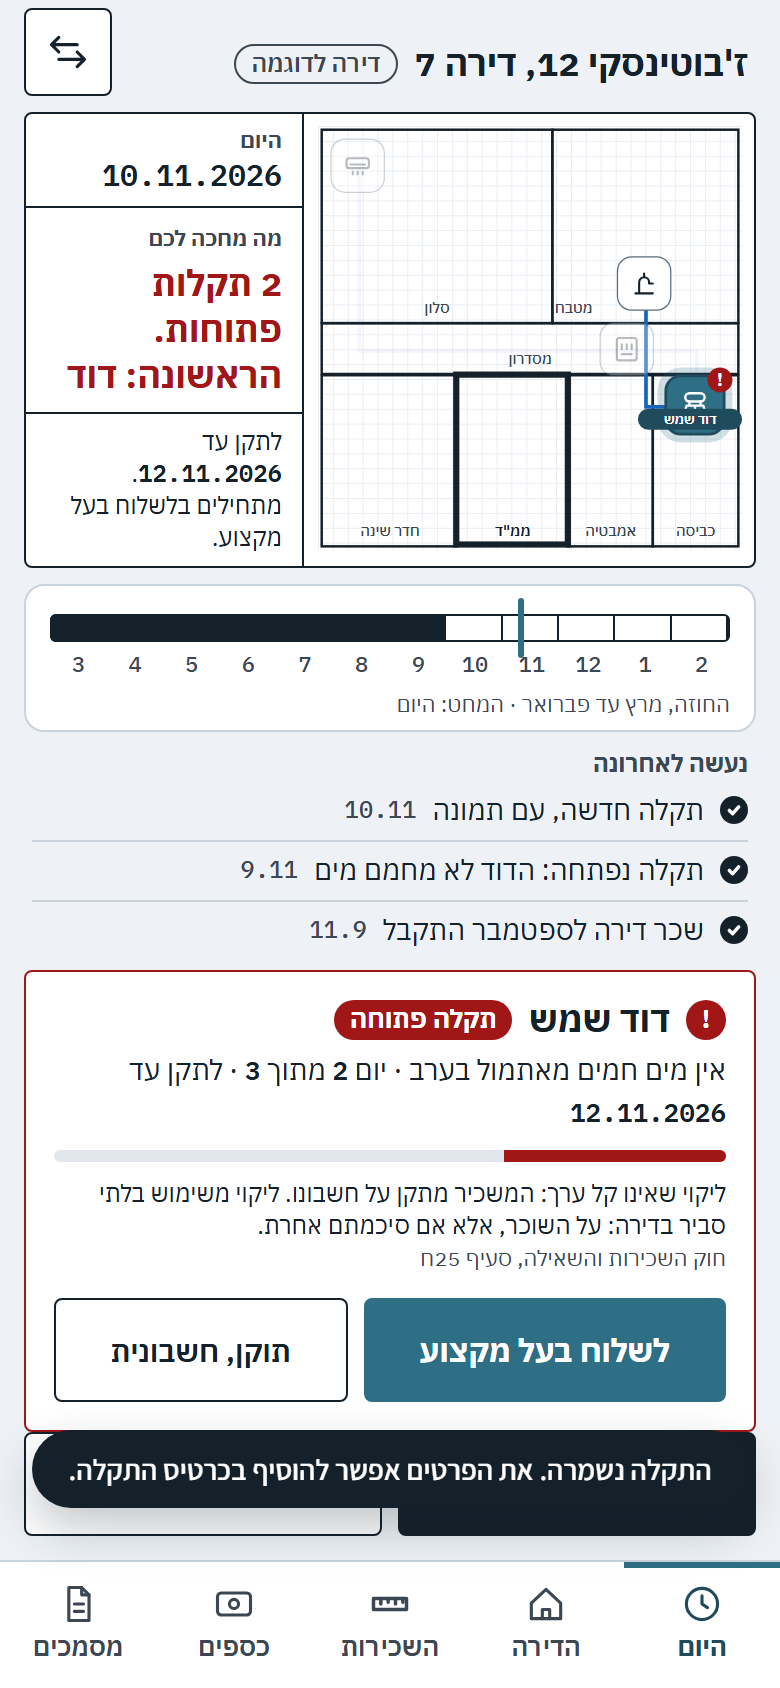 ז'בוטינסקי 12, דירה 7 דירה לדוגמה
היום
10.11.2026
מה מחכה לכם
2 תקלות
פתוחות.
הראשונה: דוד
לתקן עד
12.11.2026.
מתחילים בלשלוח בעל
מקצוע.
סלון
מטבח
מסדרון
!
דוד שמש
חדר שינה
ממ"ד
אמבטיה
כביסה
3 4 5 6 7 8 9 10 11 12 1 2
החוזה, מרץ עד פברואר · המחט: היום
נעשה לאחרונה
תקלה חדשה, עם תמונה 10.11
תקלה נפתחה: הדוד לא מחמם מים 9.11
שכר דירה לספטמבר התקבל 11.9
! דוד שמש תקלה פתוחה
אין מים חמים מאתמול בערב · יום 2 מתוך 3 · לתקן עד
12.11.2026
ליקוי שאינו קל ערך: המשכיר מתקן על חשבונו. ליקוי משימוש בלתי
סביר בדירה: על השוכר, אלא אם סיכמתם אחרת.
חוק השכירות והשאילה, סעיף 25ח
לשלוח בעל מקצוע
תוקן, חשבונית
התקלה נשמרה. את הפרטים אפשר להוסיף בכרטיס התקלה.
היום
הדירה
השכירות
כספים
מסמכים